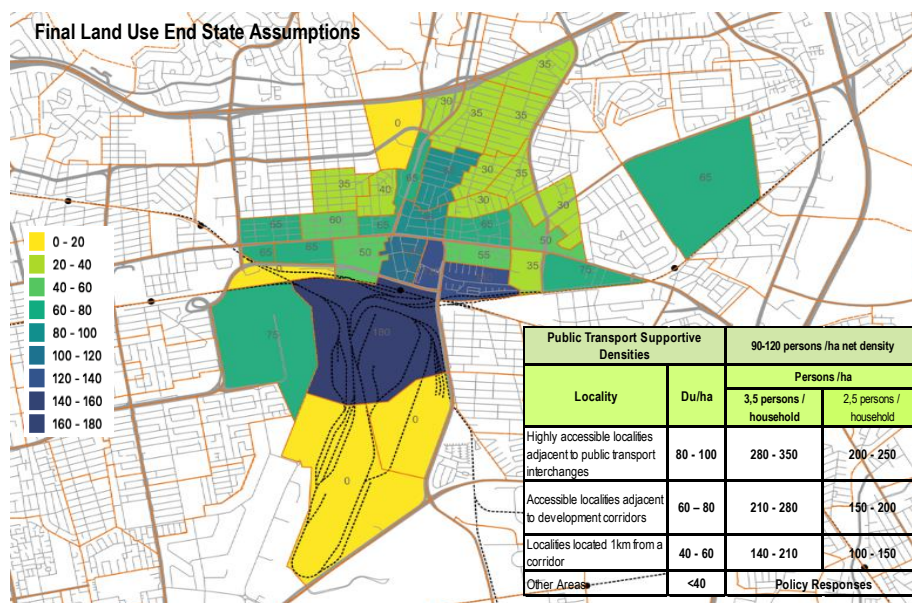 Final Land Use End State Assumptions
35
30
35
35
0
30
65
35
40
35
65
30
30
60
65
65
50
65
50
55
35
0
75
180
0
0
0 - 20
20 - 40
40 - 60
60 - 80
80 - 100
100 - 120
120 - 140
140 - 160
160 - 180
Public Transport Supportive
Densities
90-120 persons /ha net density
Locality
Du/ha
Persons /ha
3,5 persons /
household
2,5 persons /
household
Highly accessible localities
adjacent to public transport
interchanges
80 - 100
280 - 350
200 - 250
Accessible localities adjacent
to development corridors
60 – 80
210 - 280
150 - 200
Localities located 1km from a
corridor
40 - 60
140 - 210
100 - 150
Other Areas
<40
Policy Responses